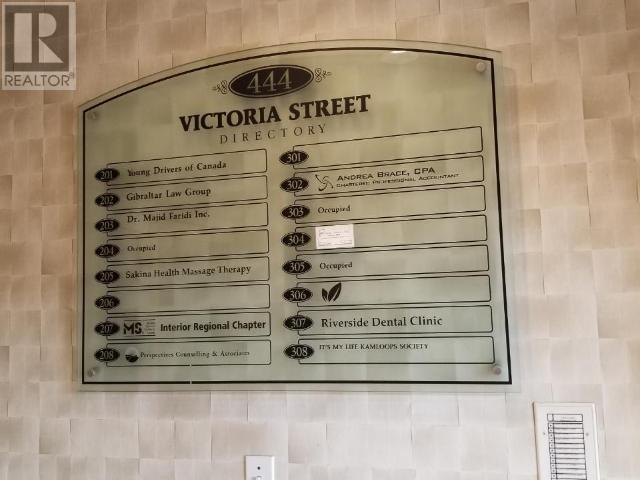 REALTOR®
444
VICTORIA STREET
DIRECTORY
201 Young Drivers of Canada
202 Gibraltar Law Group
203 Dr. Majid Faridi Inc.
204 Occupied
205 Sakina Health Massage Therapy
206
207 MS Interior Regional Chapter
208 Perspectives Counselling & Associates
301
302 ANDREA BRACE, CPA
CHARTERED PROFESSIONAL ACCOUNTANT
303 Occupied
304
305 Occupied
306
307 Riverside Dental Clinic
308 IT'S MY LIFE KAMLOOPS SOCIETY